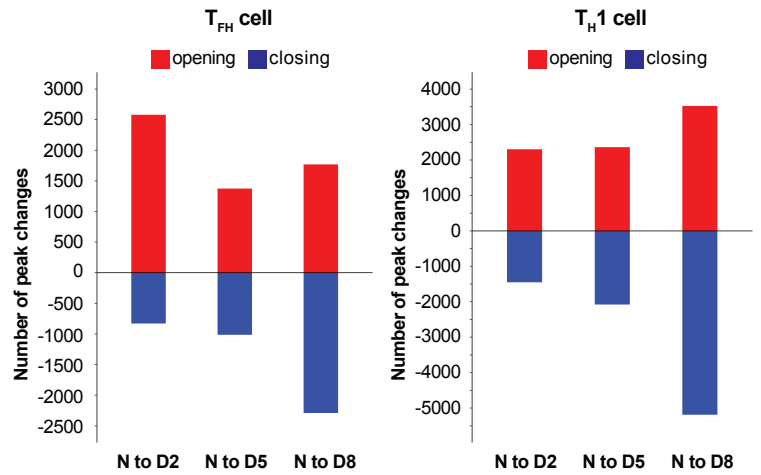 T_FH cell
opening closing
Number of peak changes
3000
2500
2000
1500
1000
500
0
-500
-1000
-1500
-2000
-2500
N to D2 N to D5 N to D8
T_H1 cell
opening closing
Number of peak changes
4000
3000
2000
1000
0
-1000
-2000
-3000
-4000
-5000
N to D2 N to D5 N to D8